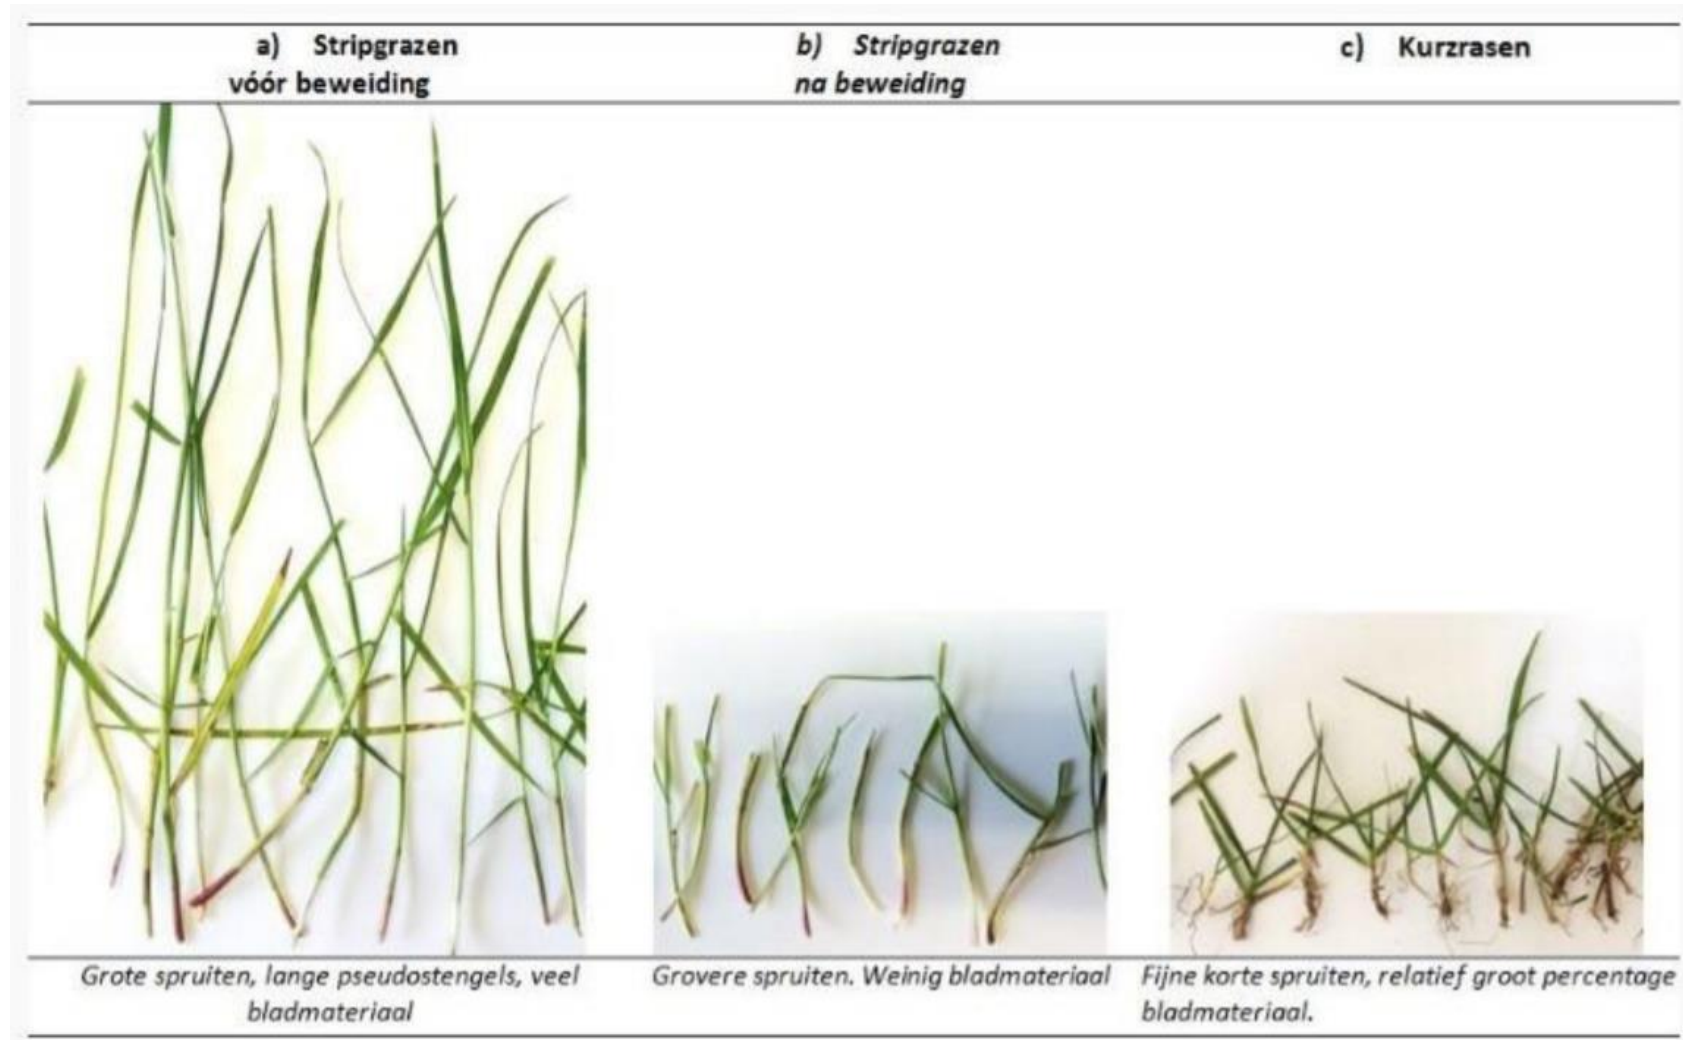 a) Stripgrazen
vóór beweiding
b) Stripgrazen
na beweiding
c) Kurzrasen
Grote spruiten, lange pseudostengels, veel
bladmateriaal
Grovere spruiten. Weinig bladmateriaal
Fijne korte spruiten, relatief groot percentage
bladmateriaal.